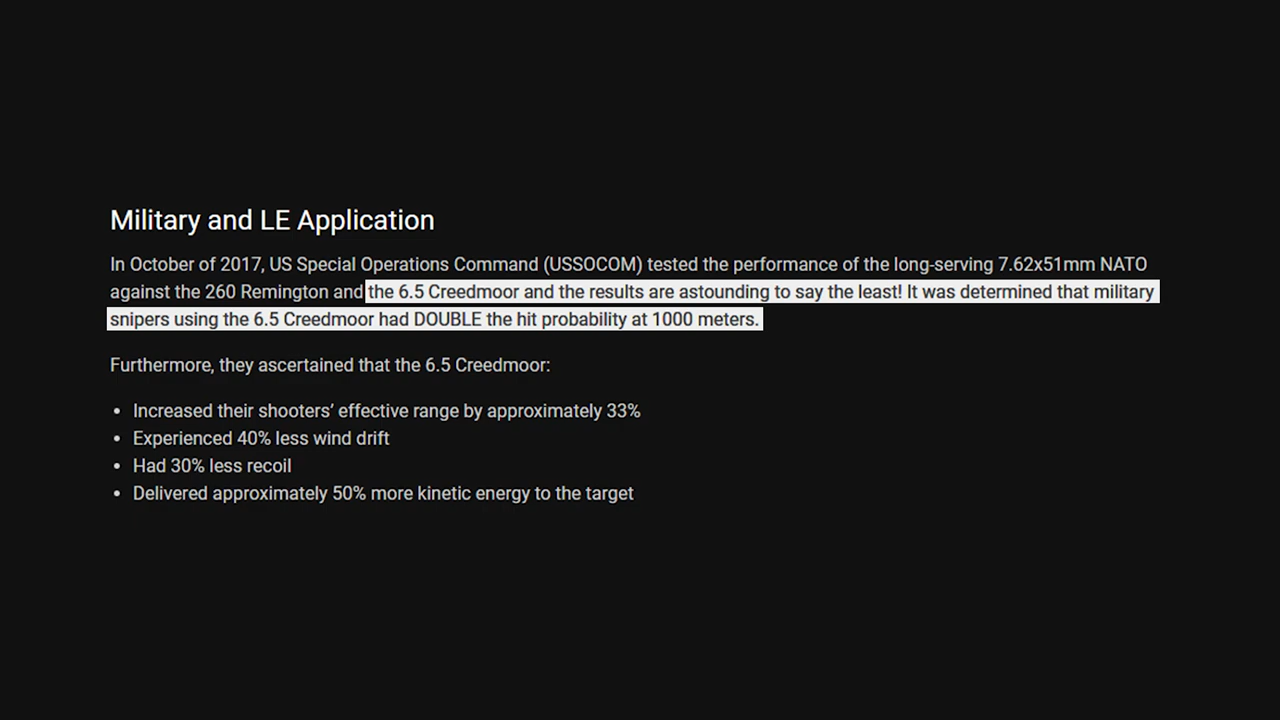 Military and LE Application
In October of 2017, US Special Operations Command (USSOCOM) tested the performance of the long-serving 7.62x51mm NATO
against the 260 Remington and the 6.5 Creedmoor and the results are astounding to say the least! It was determined that military
snipers using the 6.5 Creedmoor had DOUBLE the hit probability at 1000 meters.
Furthermore, they ascertained that the 6.5 Creedmoor:
• Increased their shooters’ effective range by approximately 33%
• Experienced 40% less wind drift
• Had 30% less recoil
• Delivered approximately 50% more kinetic energy to the target